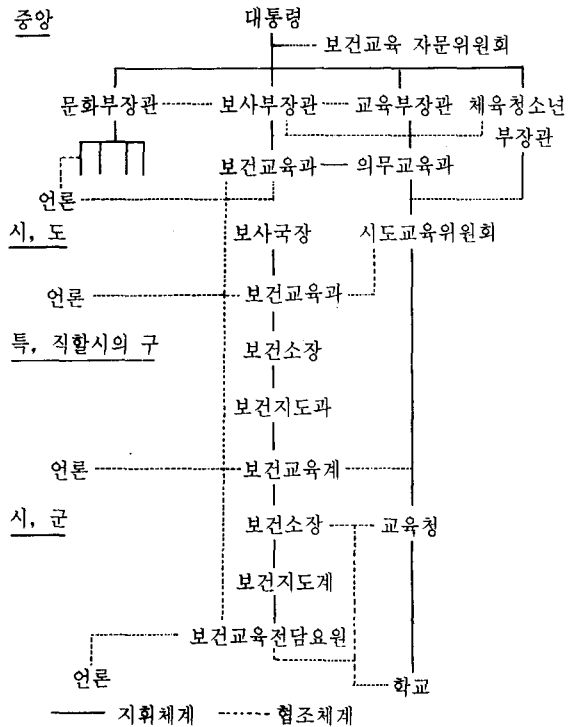 중앙 대통령
보건교육 자문위원회
문화부장관 보사부장관 교육부장관 체육청소년
부장관
보건교육과 의무교육과
언론
시, 도 보사국장 시도교육위원회
언론 보건교육과
특, 직할시의 구
보건소장
보건지도과
언론 보건교육계
시, 군 보건소장 교육청
보건지도계
보건교육전담요원
언론 학교
지휘체계 협조체계